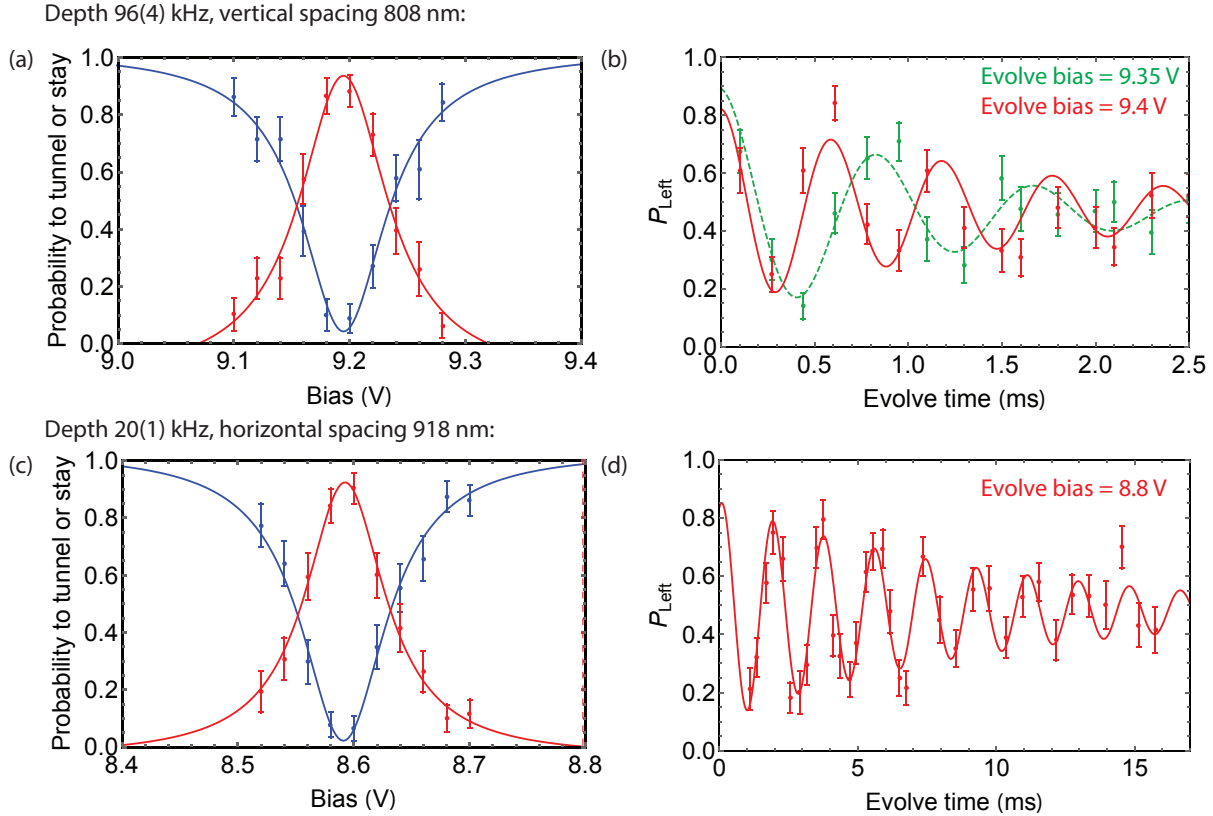 Depth 96(4) kHz, vertical spacing 808 nm:
(a)
Probability to tunnel or stay
1.0
0.8
0.6
0.4
0.2
0.0
9.0
9.1
9.2
9.3
9.4
Bias (V)
(b)
Evolve bias = 9.35 V
Evolve bias = 9.4 V
P_Left
1.0
0.8
0.6
0.4
0.2
0.0
0.0
0.5
1.0
1.5
2.0
2.5
Evolve time (ms)
Depth 20(1) kHz, horizontal spacing 918 nm:
(c)
Probability to tunnel or stay
1.0
0.8
0.6
0.4
0.2
0.0
8.4
8.5
8.6
8.7
8.8
Bias (V)
(d)
Evolve bias = 8.8 V
P_Left
1.0
0.8
0.6
0.4
0.2
0.0
0
5
10
15
Evolve time (ms)